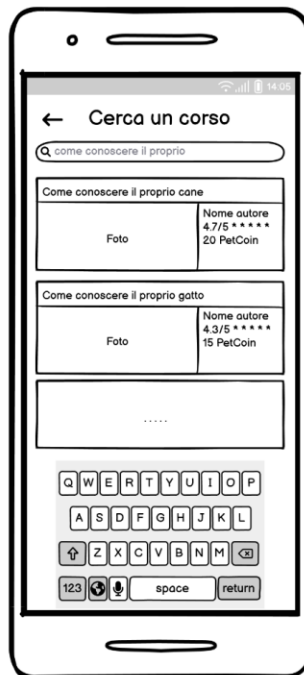 14:05
Cerca un corso
come conoscere il proprio
Come conoscere il proprio cane
Foto
Nome autore
4.7/5 * * * * *
20 PetCoin
Come conoscere il proprio gatto
Foto
Nome autore
4.3/5 * * * * *
15 PetCoin
.....
Q W E R T Y U I O P
A S D F G H J K L
Z X C V B N M
123 space return